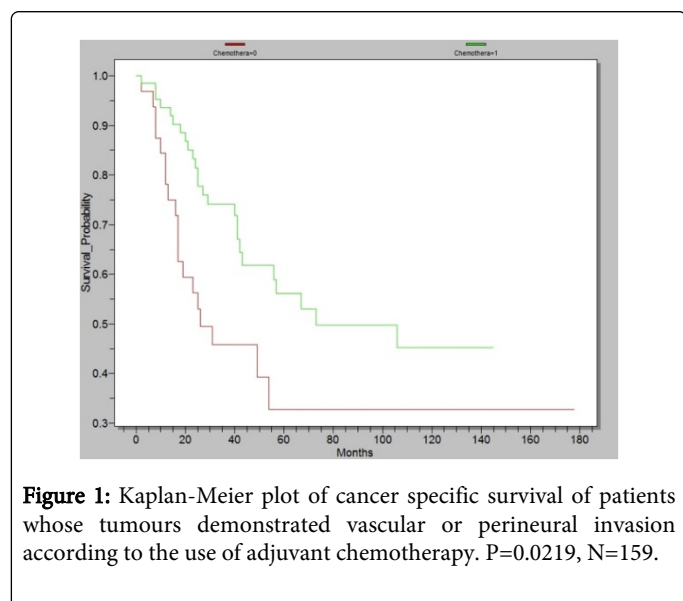 Chemothera=0 Chemothera=1
1.0
0.9
0.8
0.7
0.6
0.5
0.4
0.3
Survival_Probability
0 20 40 60 80 100 120 140 160 180
Months
Figure 1: Kaplan-Meier plot of cancer specific survival of patients
whose tumours demonstrated vascular or perineural invasion
according to the use of adjuvant chemotherapy. P=0.0219, N=159.